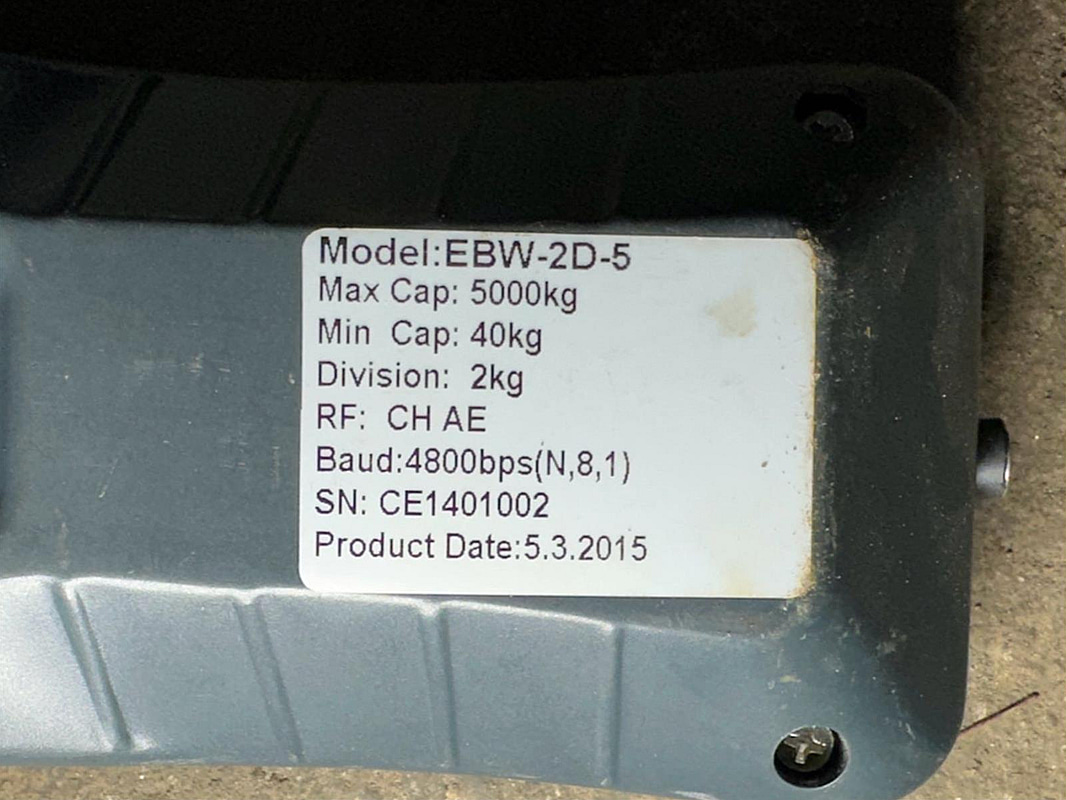 Model:EBW-2D-5
Max Cap: 5000kg
Min Cap: 40kg
Division: 2kg
RF: CH AE
Baud:4800bps(N,8,1)
SN: CE1401002
Product Date:5.3.2015